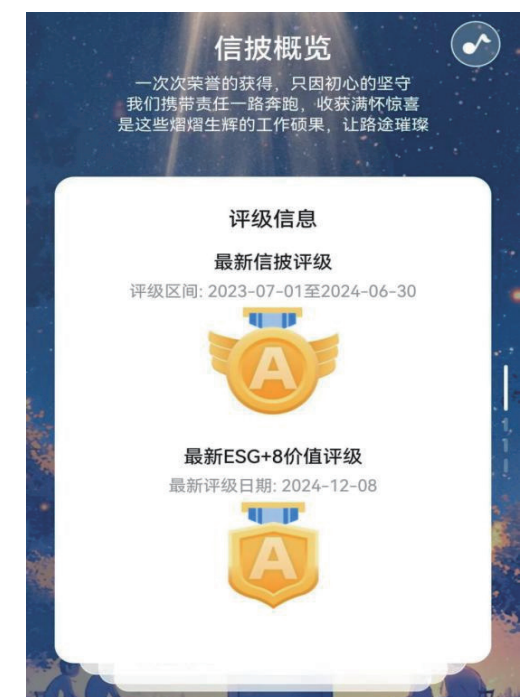 信披概览
一次次荣誉的获得，只因初心的坚守
我们携带责任一路奔跑，收获满怀惊喜
是这些熠熠生辉的工作硕果，让路途璀璨
评级信息
最新信披评级
评级区间: 2023-07-01至2024-06-30
A
最新ESG+8价值评级
最新评级日期: 2024-12-08
A